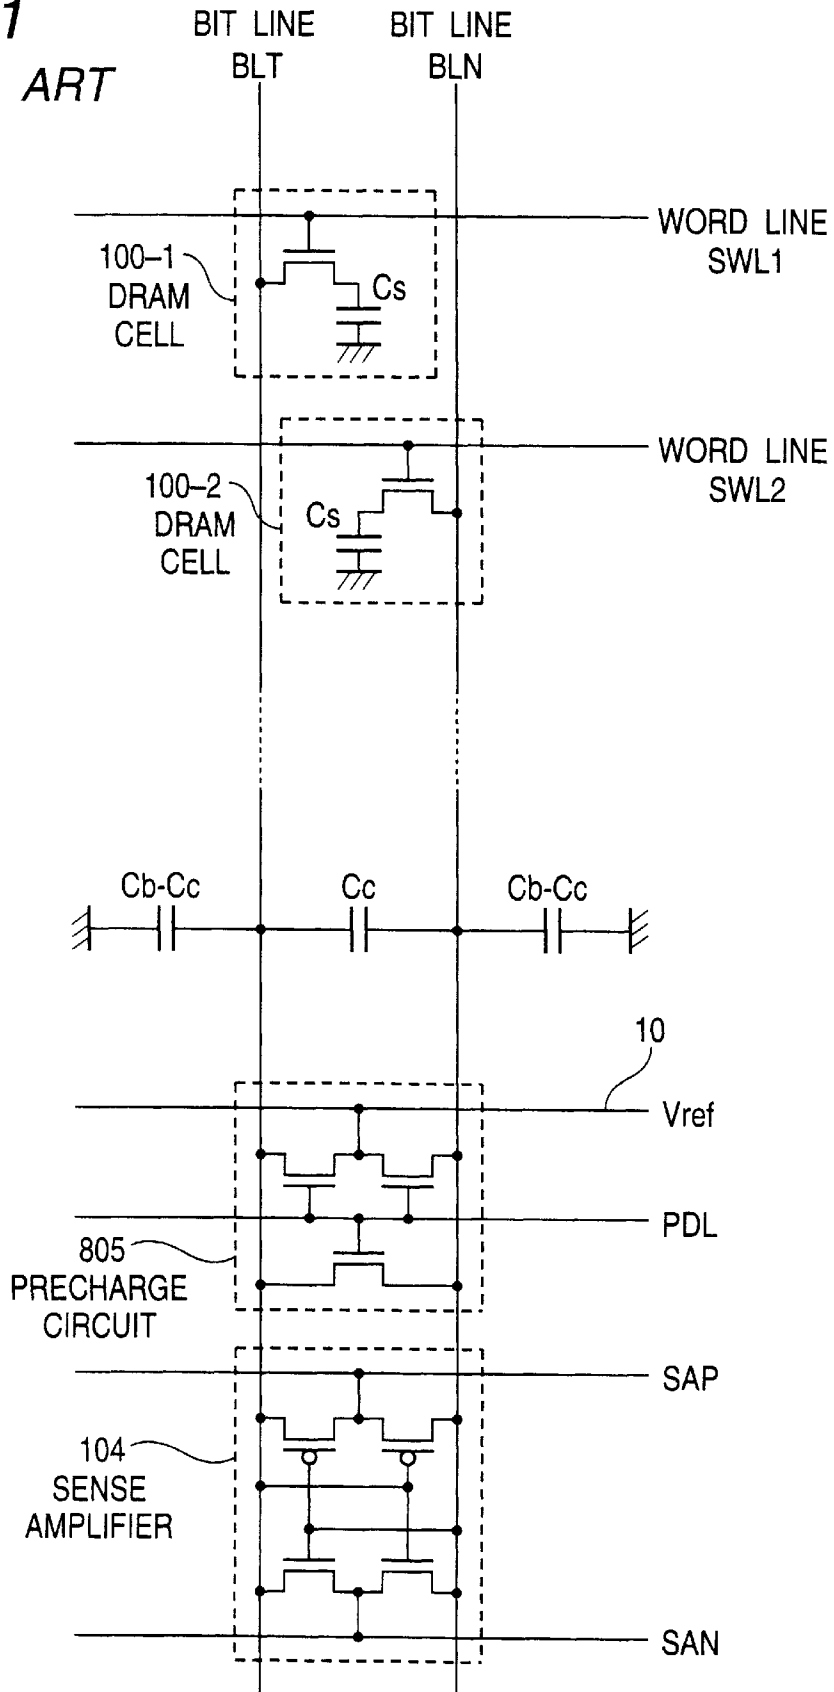 1
ART
BIT LINE
BLT
BIT LINE
BLN
WORD LINE
SWL1
100–1
DRAM
CELL
Cs
WORD LINE
SWL2
100–2
DRAM
CELL
Cs
Cb-Cc
Cc
Cb-Cc
10
Vref
PDL
805
PRECHARGE
CIRCUIT
SAP
104
SENSE
AMPLIFIER
SAN